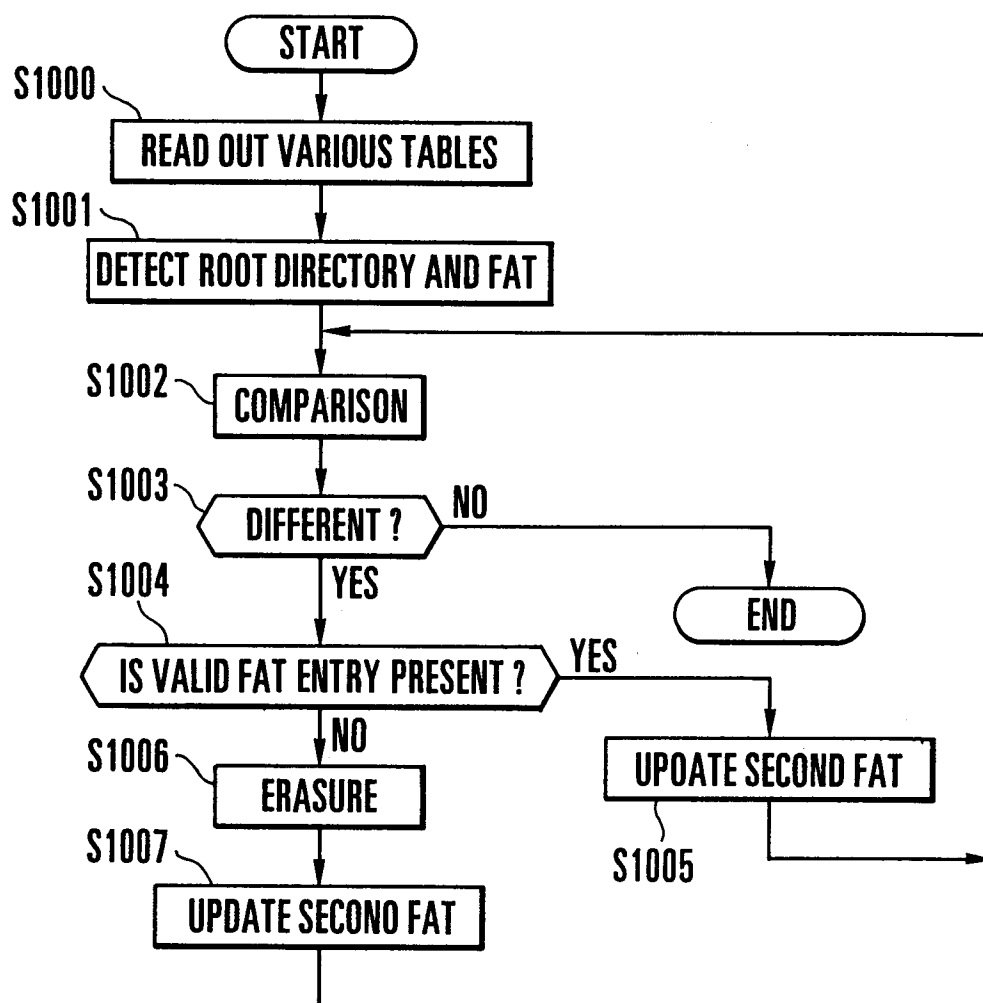 START
S1000
READ OUT VARIOUS TABLES
S1001
DETECT ROOT DIRECTORY AND FAT
S1002
COMPARISON
S1003
DIFFERENT ?
NO
YES
END
S1004
IS VALID FAT ENTRY PRESENT ?
YES
NO
S1006
ERASURE
UPOATE SECOND FAT
S1005
S1007
UPDATE SECONO FAT